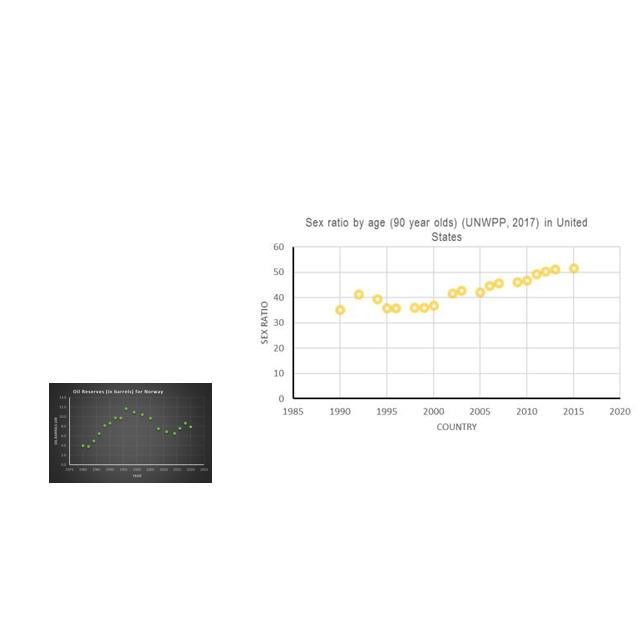 Sex ratio by age (90 year olds) (UNWPP, 2017) in United
States
60
50
40
30
20
10
0
SEX RATIO
1985 1990 1995 2000 2005 2010 2015 2020
COUNTRY
Oil Reserves (in barrels) for Norway
YEAR